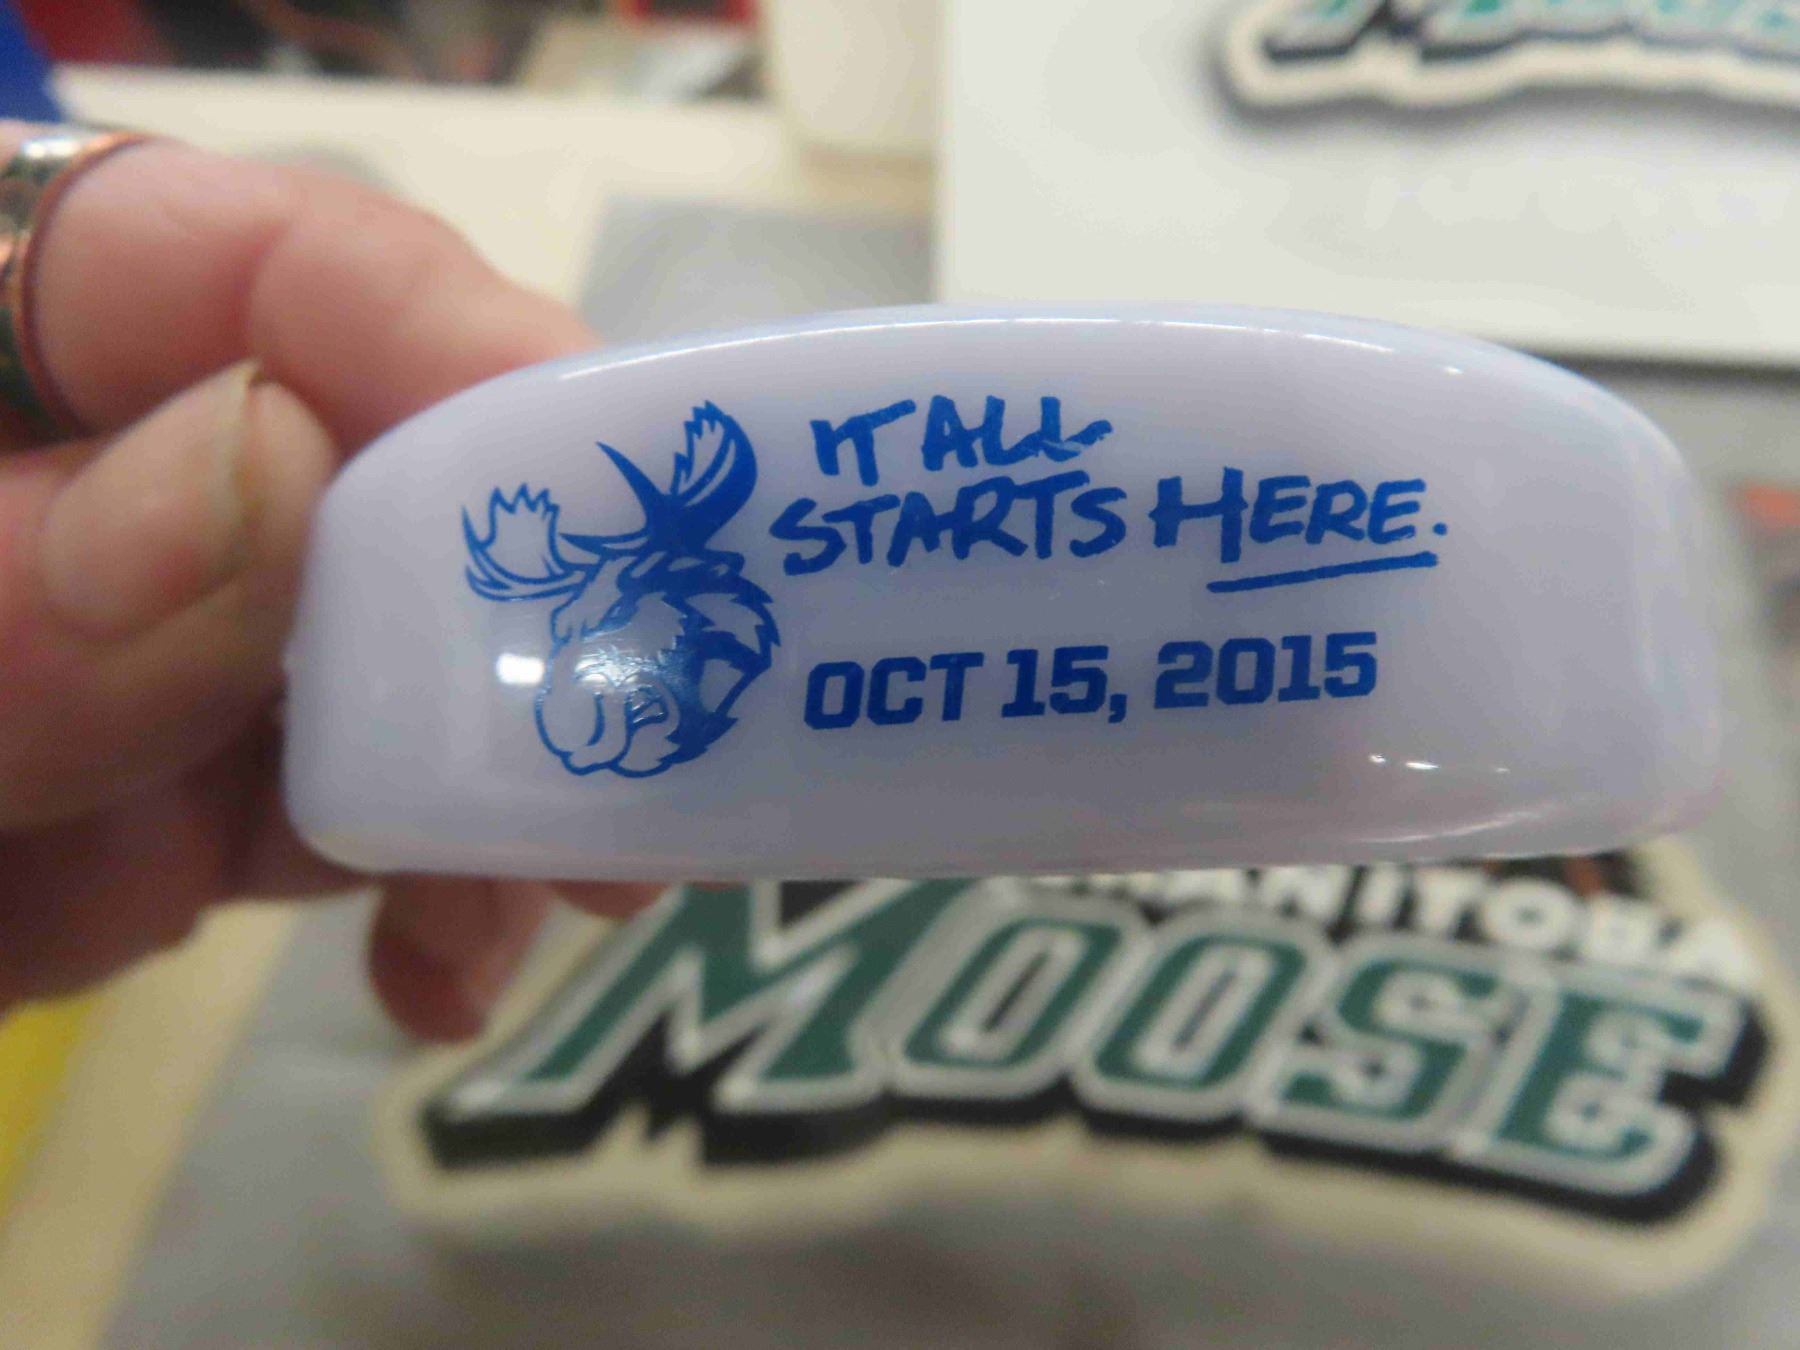 IT ALL
STARTS HERE.
OCT 15, 2015
MANITOBA
MOOSE